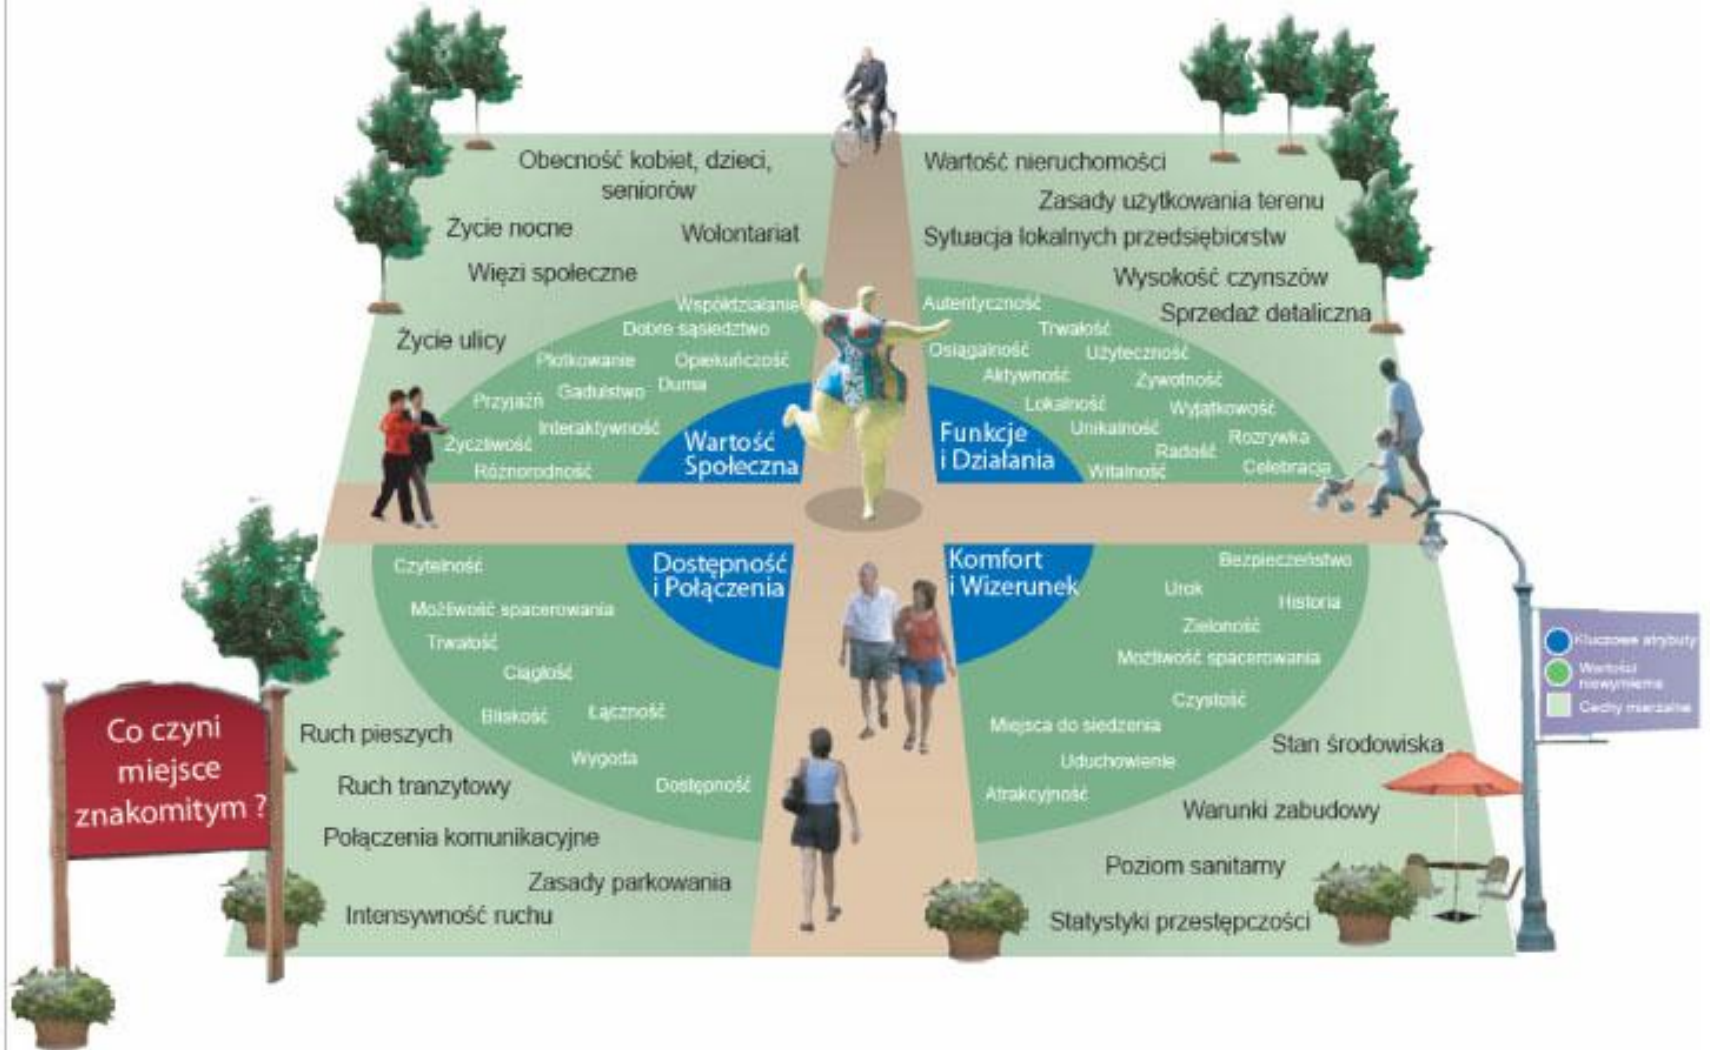 Obecność kobiet, dzieci,
seniorów
Życie nocne
Wolontariat
Więzi społeczne
Życie ulicy
Współdziałanie
Dobre sąsiedztwo
Plotkowanie
Opiekuńczość
Gadulstwo
Duma
Przyjaźń
Interaktywność
Życzliwość
Różnorodność
Wartość
Społeczna
Wartość nieruchomości
Zasady użytkowania terenu
Sytuacja lokalnych przedsiębiorstw
Wysokość czynszów
Sprzedaż detaliczna
Autentyczność
Trwałość
Osiągalność
Użyteczność
Aktywność
Żywotność
Lokalność
Wyjątkowość
Unikalność
Rozrywka
Radość
Witalność
Celebracja
Funkcje
i Działania
Dostępność
i Połączenia
Czytelność
Możliwość spacerowania
Trwałość
Ciągłość
Bliskość
Łączność
Wygoda
Dostępność
Ruch pieszych
Ruch tranzytowy
Połączenia komunikacyjne
Zasady parkowania
Intensywność ruchu
Komfort
i Wizerunek
Bezpieczeństwo
Urok
Historia
Zieloność
Możliwość spacerowania
Czystość
Miejsca do siedzenia
Uduchowienie
Atrakcyjność
Stan środowiska
Warunki zabudowy
Poziom sanitarny
Statystyki przestępczości
Co czyni
miejsce
znakomitym ?
Kluczowe atrybuty
Wartości
niewymierne
Cechy mierzalne